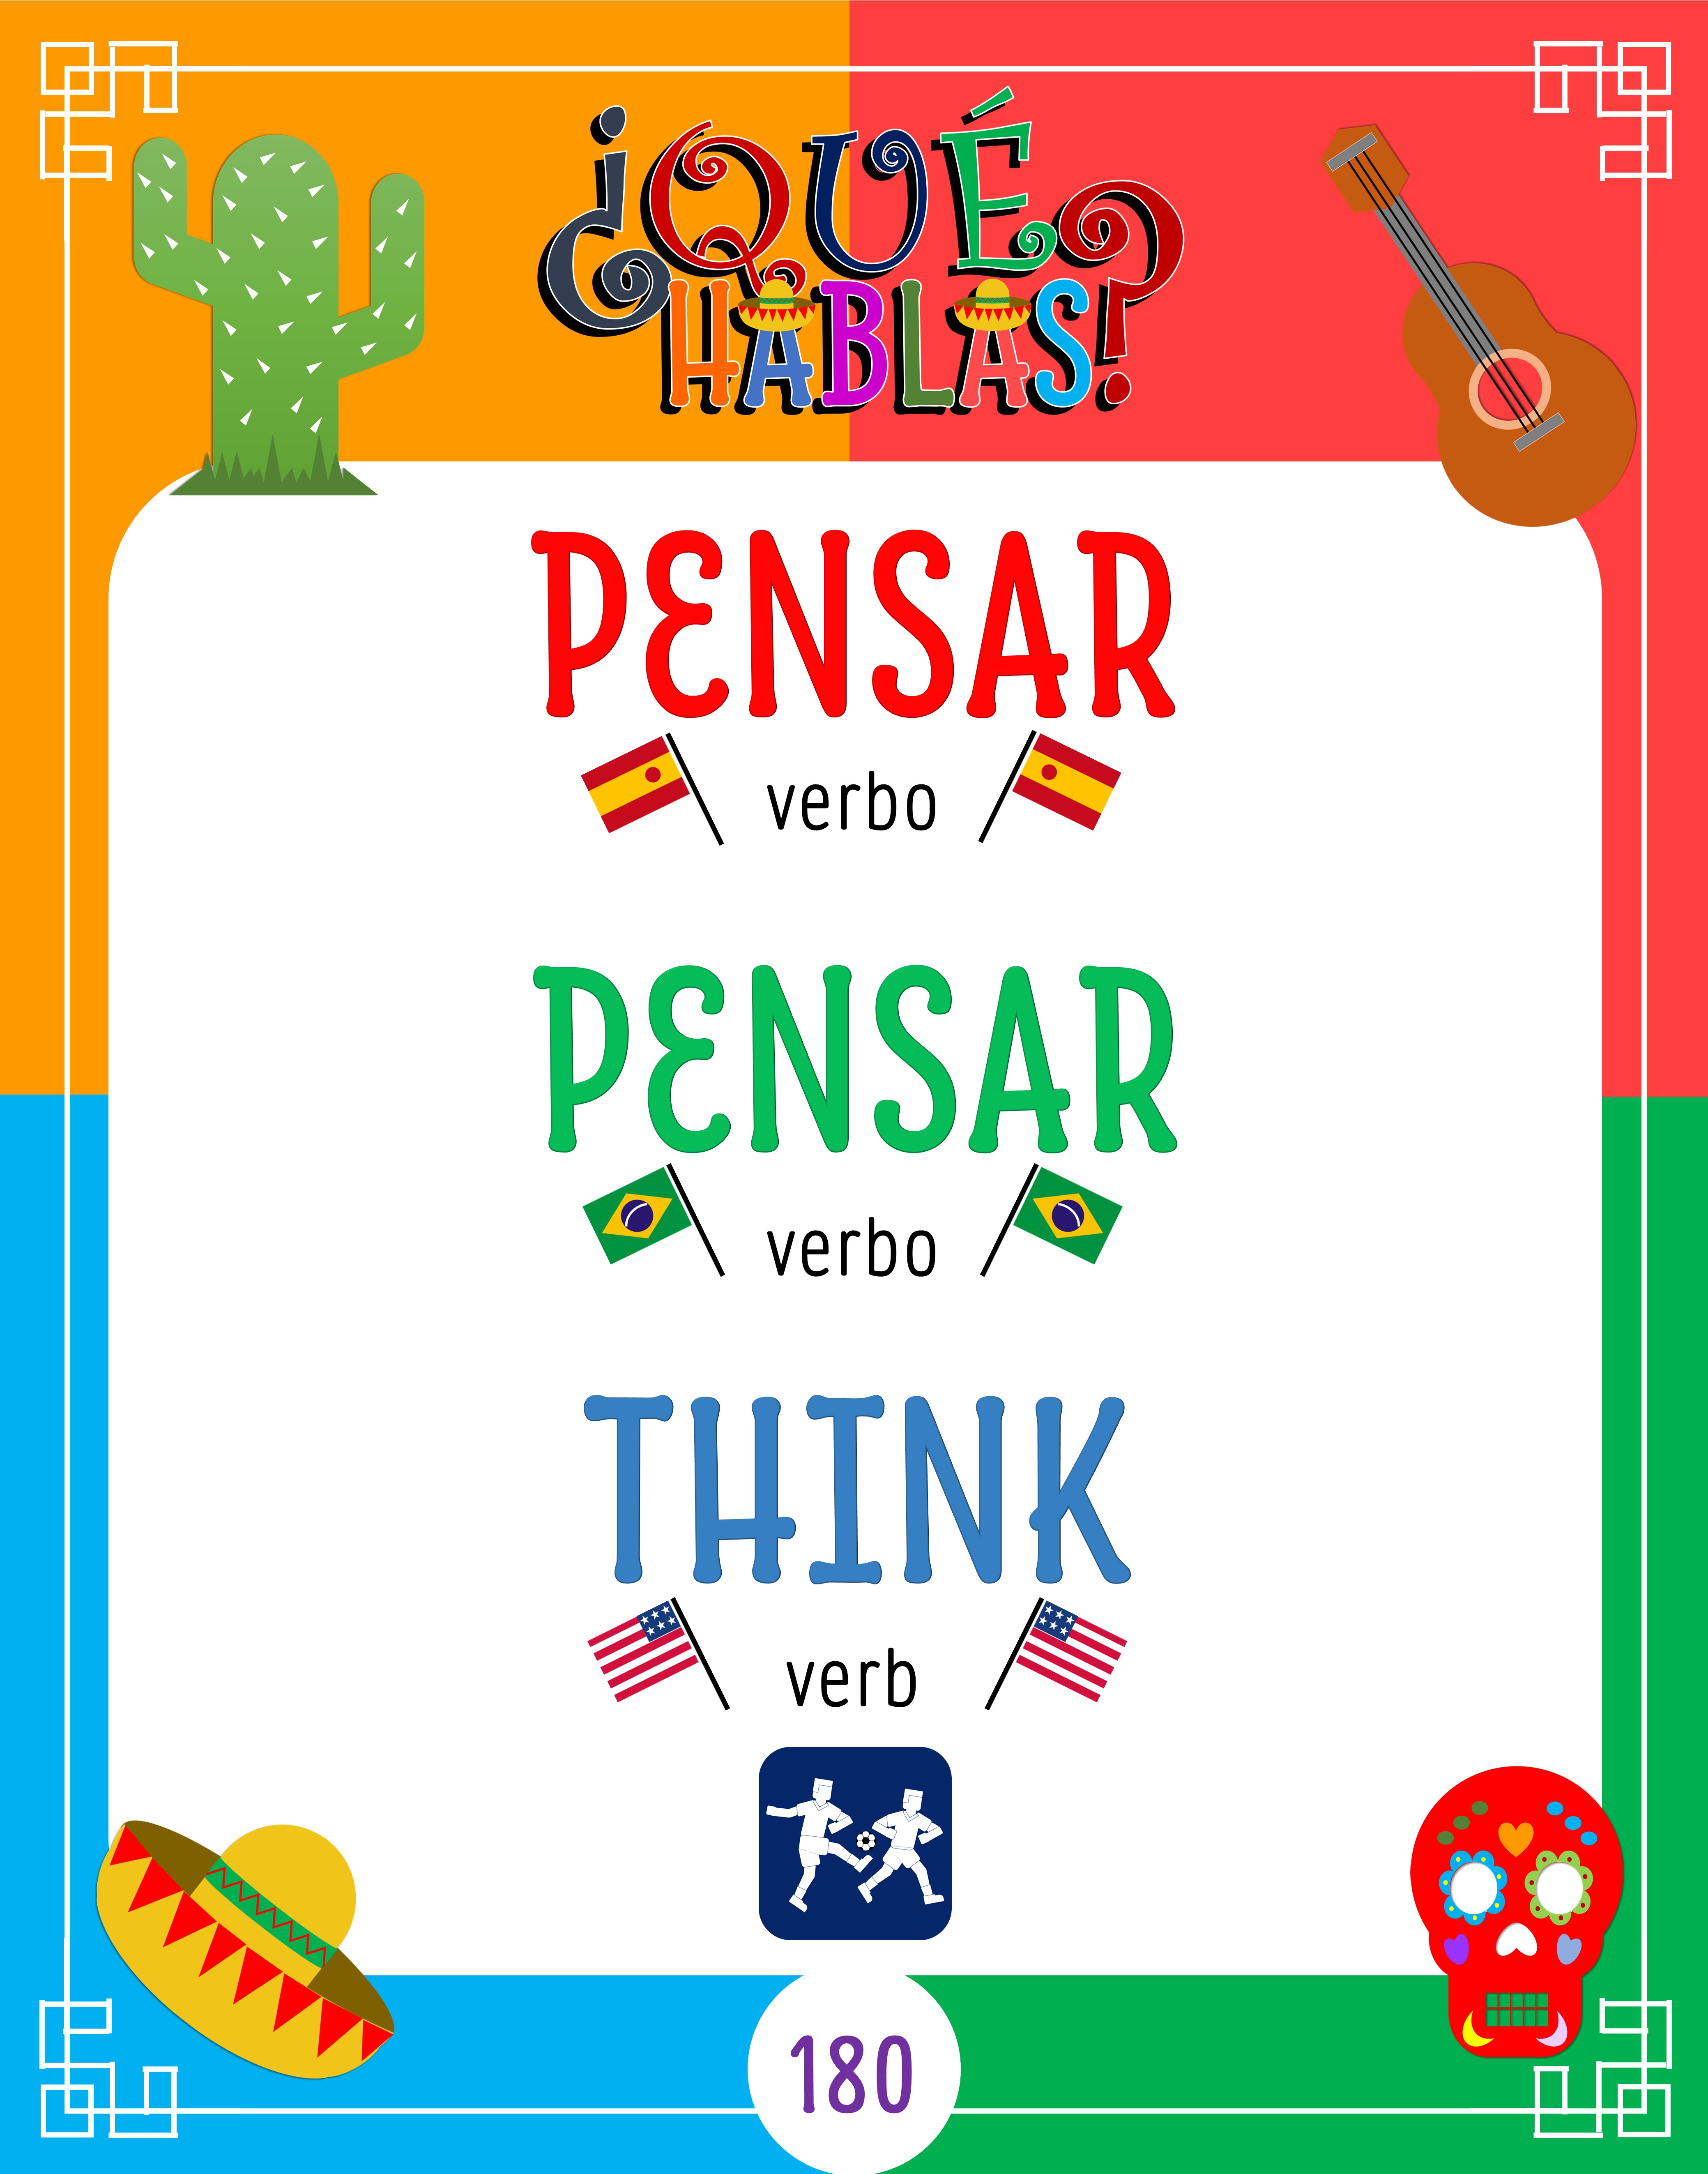 ¿QUÉ?
¡HABLAS!
PENSAR
verbo
PENSAR
verbo
THINK
verb
180